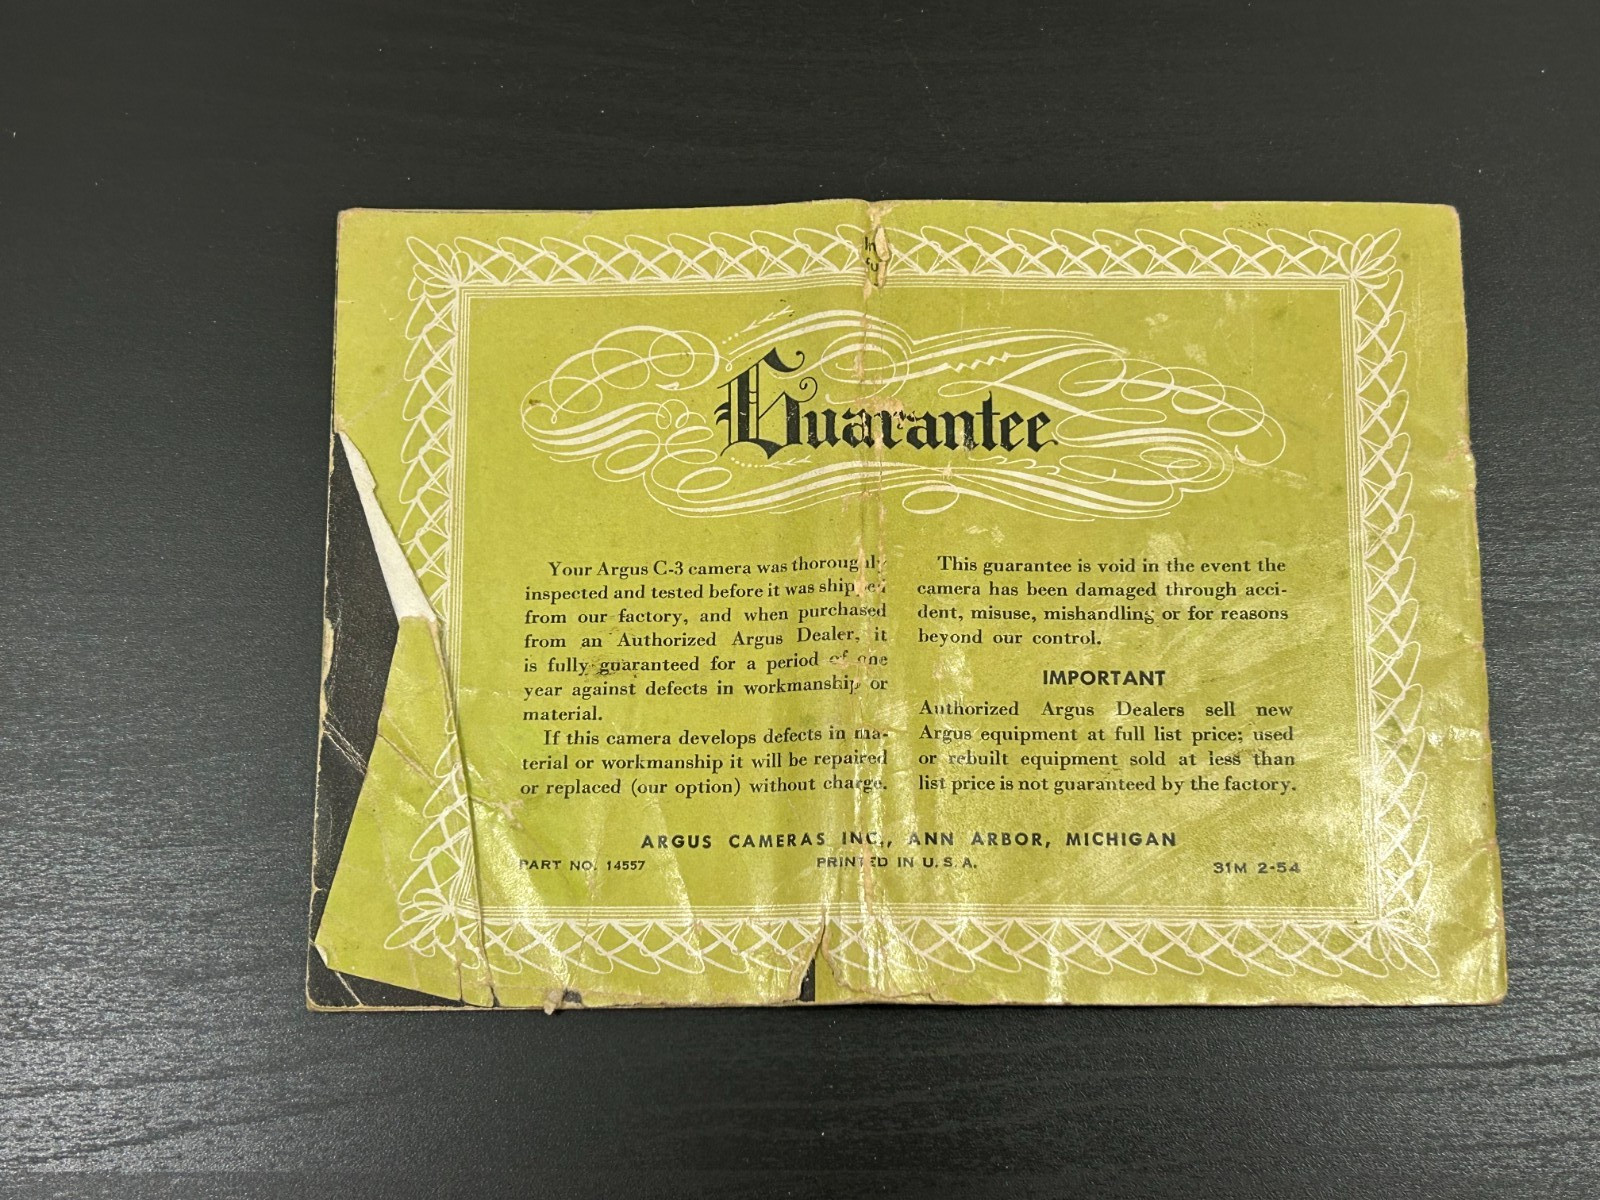 In
fu
Guarantee
Your Argus C-3 camera was thoroughly
inspected and tested before it was shipped
from our factory, and when purchased
from an Authorized Argus Dealer, it
is fully guaranteed for a period of one
year against defects in workmanship or
material.
If this camera develops defects in ma-
terial or workmanship it will be repaired
or replaced (our option) without charge.
This guarantee is void in the event the
camera has been damaged through acci-
dent, misuse, mishandling or for reasons
beyond our control.
IMPORTANT
Authorized Argus Dealers sell new
Argus equipment at full list price; used
or rebuilt equipment sold at less than
list price is not guaranteed by the factory.
ARGUS CAMERAS INC., ANN ARBOR, MICHIGAN
PART NO. 14557 PRINTED IN U.S.A. 31M 2-54